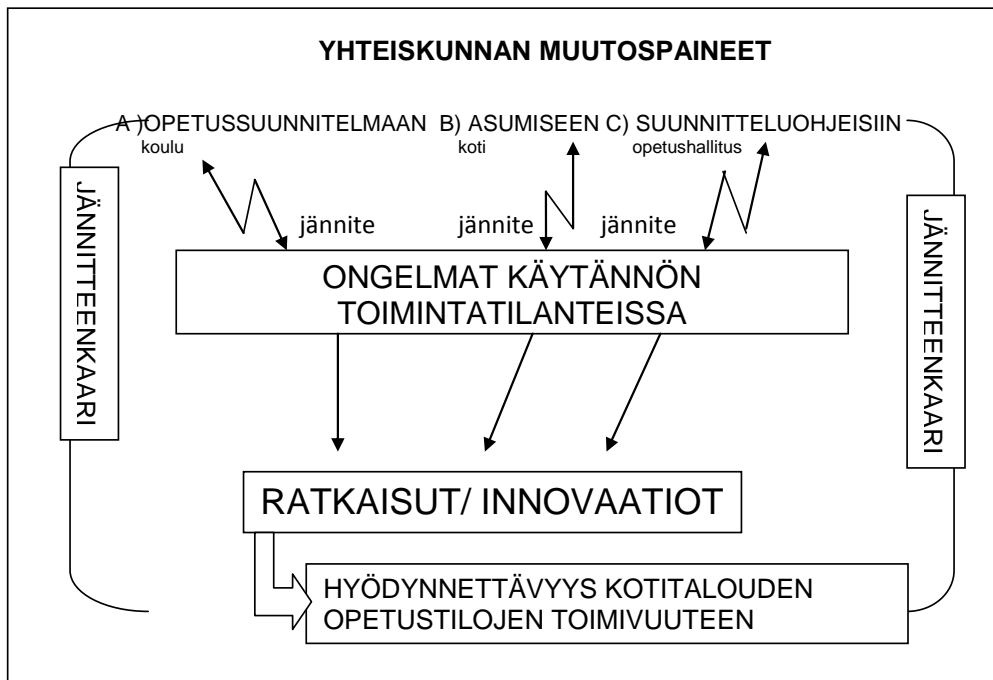 YHTEISKUNNAN MUUTOSPAINEET
A )OPETUSSUUNNITELMAAN B) ASUMISEEN C) SUUNNITTELUOHJEISIIN
koulu koti opetushallitus
JÄNNITTEENKAARI
jännite jännite jännite
JÄNNITTEENKAARI
ONGELMAT KÄYTÄNNÖN
TOIMINTATILANTEISSA
RATKAISUT/ INNOVAATIOT
HYÖDYNNETTÄVYYS KOTITALOUDEN
OPETUSTILOJEN TOIMIVUUTEEN